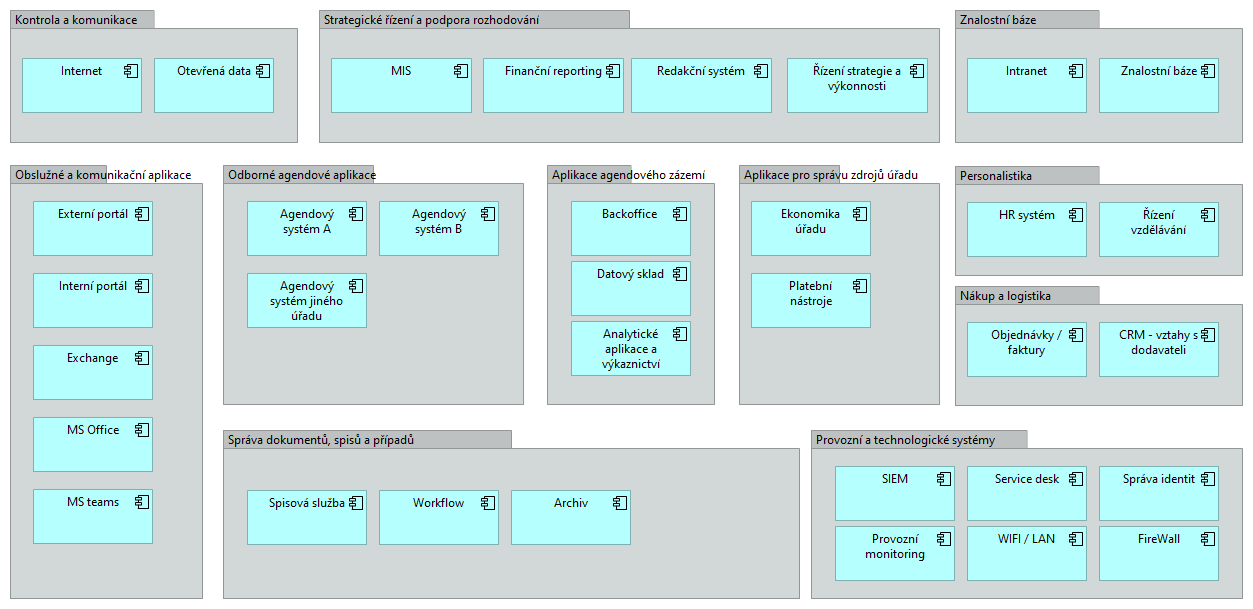 Kontrola a komunikace
Internet
Otevřená data
Strategické řízení a podpora rozhodování
MIS
Finanční reporting
Redakční systém
Řízení strategie a
výkonnosti
Znalostní báze
Intranet
Znalostní báze
Obslužné a komunikační aplikace
Externí portál
Interní portál
Exchange
MS Office
MS teams
Odborné agendové aplikace
Agendový
systém A
Agendový
systém B
Agendový
systém jiného
úřadu
Aplikace agendového zázemí
Backoffice
Datový sklad
Analytické
aplikace a
výkaznictví
Aplikace pro správu zdrojů úřadu
Ekonomika
úřadu
Platební
nástroje
Personalistika
HR systém
Řízení
vzdělávání
Nákup a logistika
Objednávky /
faktury
CRM - vztahy s
dodavateli
Správa dokumentů, spisů a případů
Spisová služba
Workflow
Archiv
Provozní a technologické systémy
SIEM
Service desk
Správa identit
Provozní
monitoring
WIFI / LAN
FireWall